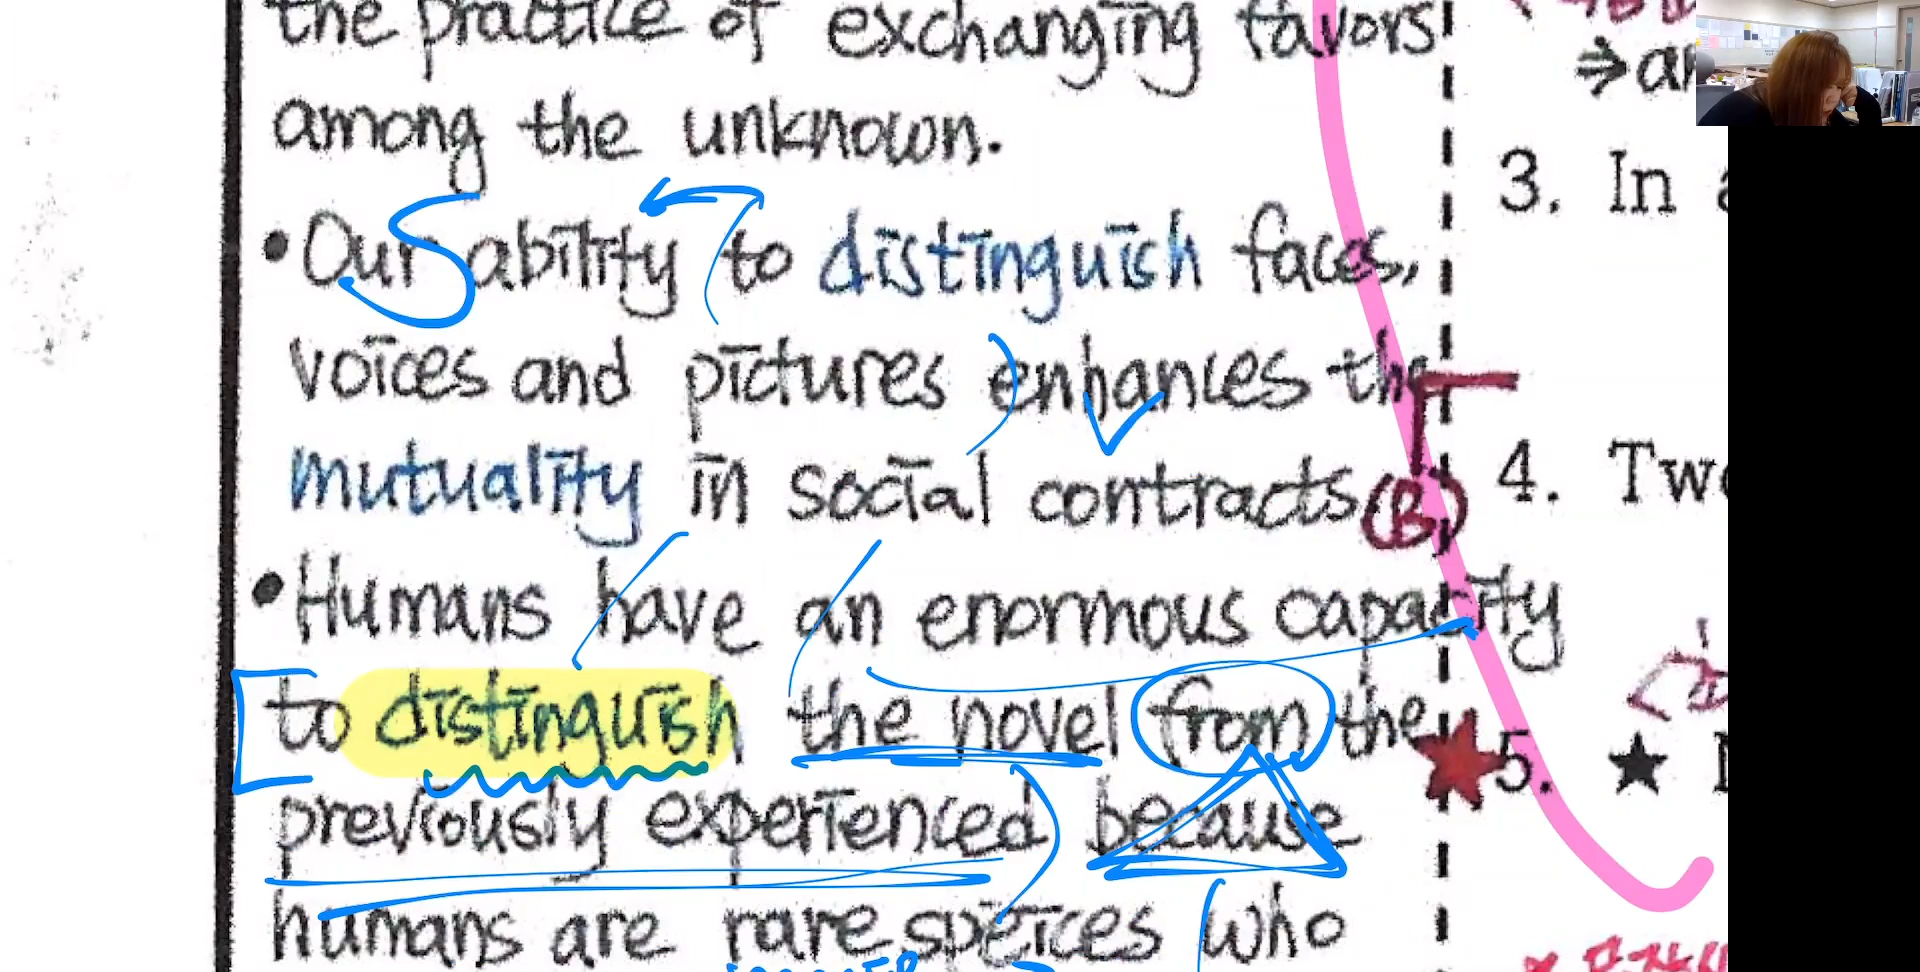 the practice of exchanging favors
among the unknown.
•Our ability to distinguish faces,
voices and pictures enhances the
mutuality in social contracts (B)
•Humans have an enormous capacity
to distinguish the novel from the
previously experienced because
humans are rare speices who
⇒
3. In
4. Two
5. ★